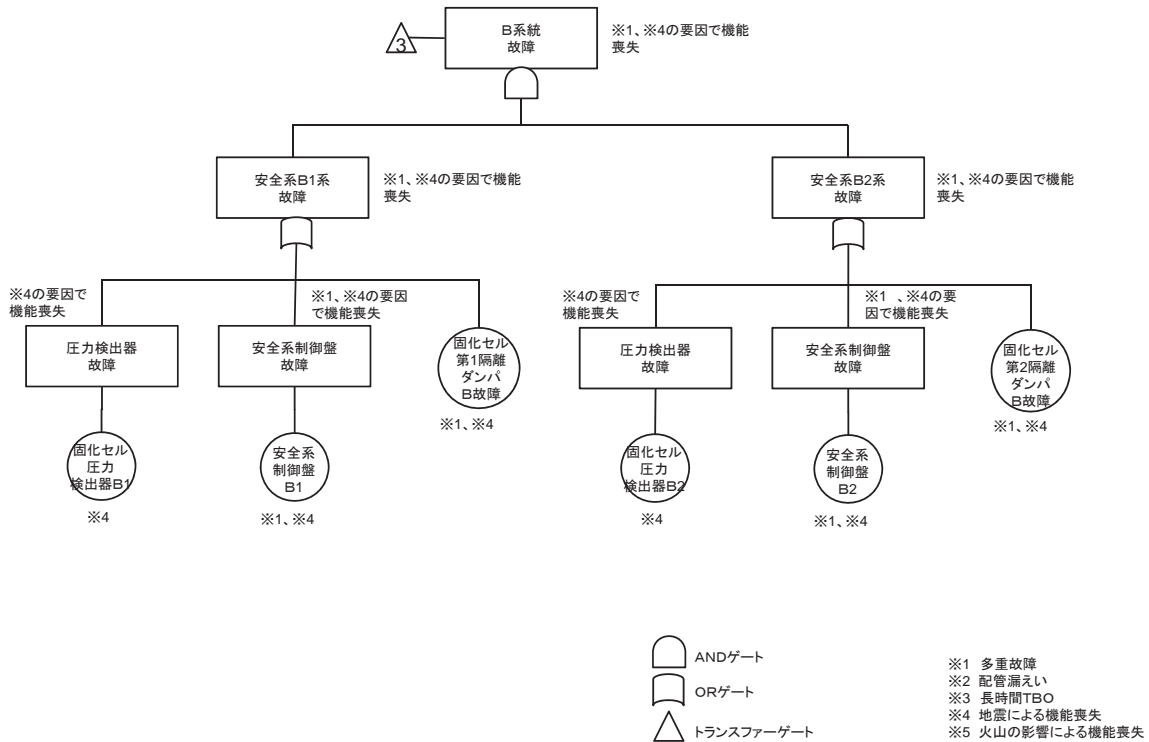 3
B系統
故障
※1、※4の要因で機能
喪失
安全系B1系
故障
※1、※4の要因で機能
喪失
安全系B2系
故障
※1、※4の要因で機能
喪失
※4の要因で
機能喪失
※1、※4の要因
で機能喪失
※4の要因で
機能喪失
※1 、※4の要
因で機能喪失
圧力検出器
故障
安全系制御盤
故障
固化セル
第1隔離
ダンパ
B故障
※1、※4
圧力検出器
故障
安全系制御盤
故障
固化セル
第2隔離
ダンパ
B故障
※1、※4
固化セル
圧力
検出器B1
※4
安全系
制御盤
B1
※1、※4
固化セル
圧力
検出器B2
※4
安全系
制御盤
B2
※1、※4
ANDゲート
ORゲート
トランスファーゲート
※1 多重故障
※2 配管漏えい
※3 長時間TBO
※4 地震による機能喪失
※5 火山の影響による機能喪失